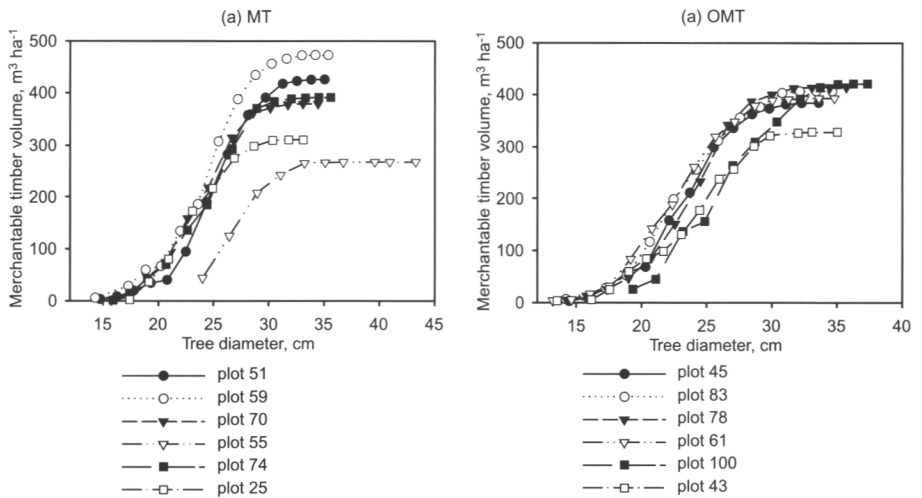 (a) MT
Merchantable timber volume, m³ ha⁻¹
500
400
300
200
100
0
15 20 25 30 35 40 45
Tree diameter, cm
plot 51
plot 59
plot 70
plot 55
plot 74
plot 25
(a) OMT
Merchantable timber volume, m³ ha⁻¹
500
400
300
200
100
0
15 20 25 30 35 40
Tree diameter, cm
plot 45
plot 83
plot 78
plot 61
plot 100
plot 43